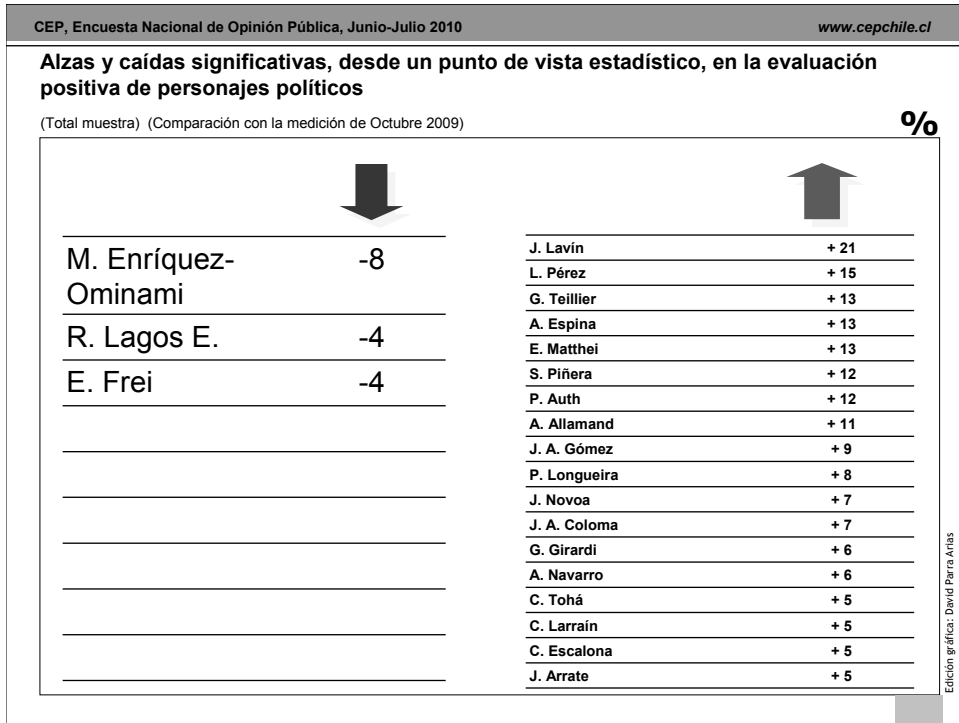 CEP, Encuesta Nacional de Opinión Pública, Junio-Julio 2010 www.cepchile.cl
Alzas y caídas significativas, desde un punto de vista estadístico, en la evaluación
positiva de personajes políticos
(Total muestra) (Comparación con la medición de Octubre 2009)
%
M. Enríquez- -8
Ominami
R. Lagos E. -4
E. Frei -4
J. Lavín + 21
L. Pérez + 15
G. Teillier + 13
A. Espina + 13
E. Matthei + 13
S. Piñera + 12
P. Auth + 12
A. Allamand + 11
J. A. Gómez + 9
P. Longueira + 8
J. Novoa + 7
J. A. Coloma + 7
G. Girardi + 6
A. Navarro + 6
C. Tohá + 5
C. Larraín + 5
C. Escalona + 5
J. Arrate + 5
Edición gráfica: David Parra Arias